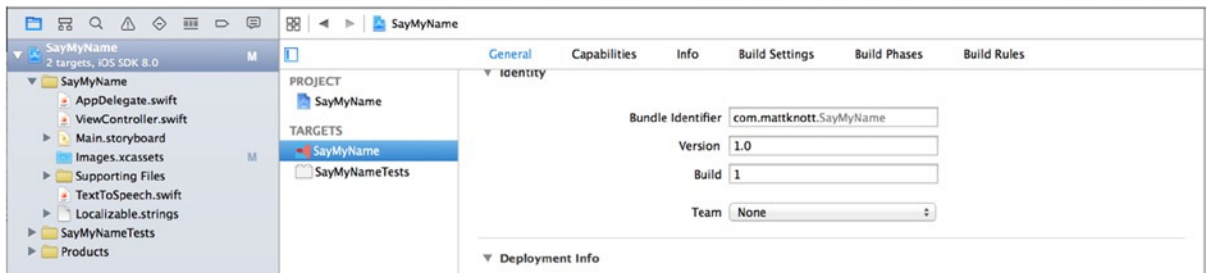 SayMyName
SayMyName
2 targets, iOS SDK 8.0
M
General Capabilities Info Build Settings Build Phases Build Rules
SayMyName
AppDelegate.swift
ViewController.swift
Main.storyboard
Images.xcassets
M
Supporting Files
TextToSpeech.swift
Localizable.strings
SayMyNameTests
Products
PROJECT
SayMyName
TARGETS
SayMyName
SayMyNameTests
Identity
Bundle Identifier com.mattknott.SayMyName
Version 1.0
Build 1
Team None
Deployment Info